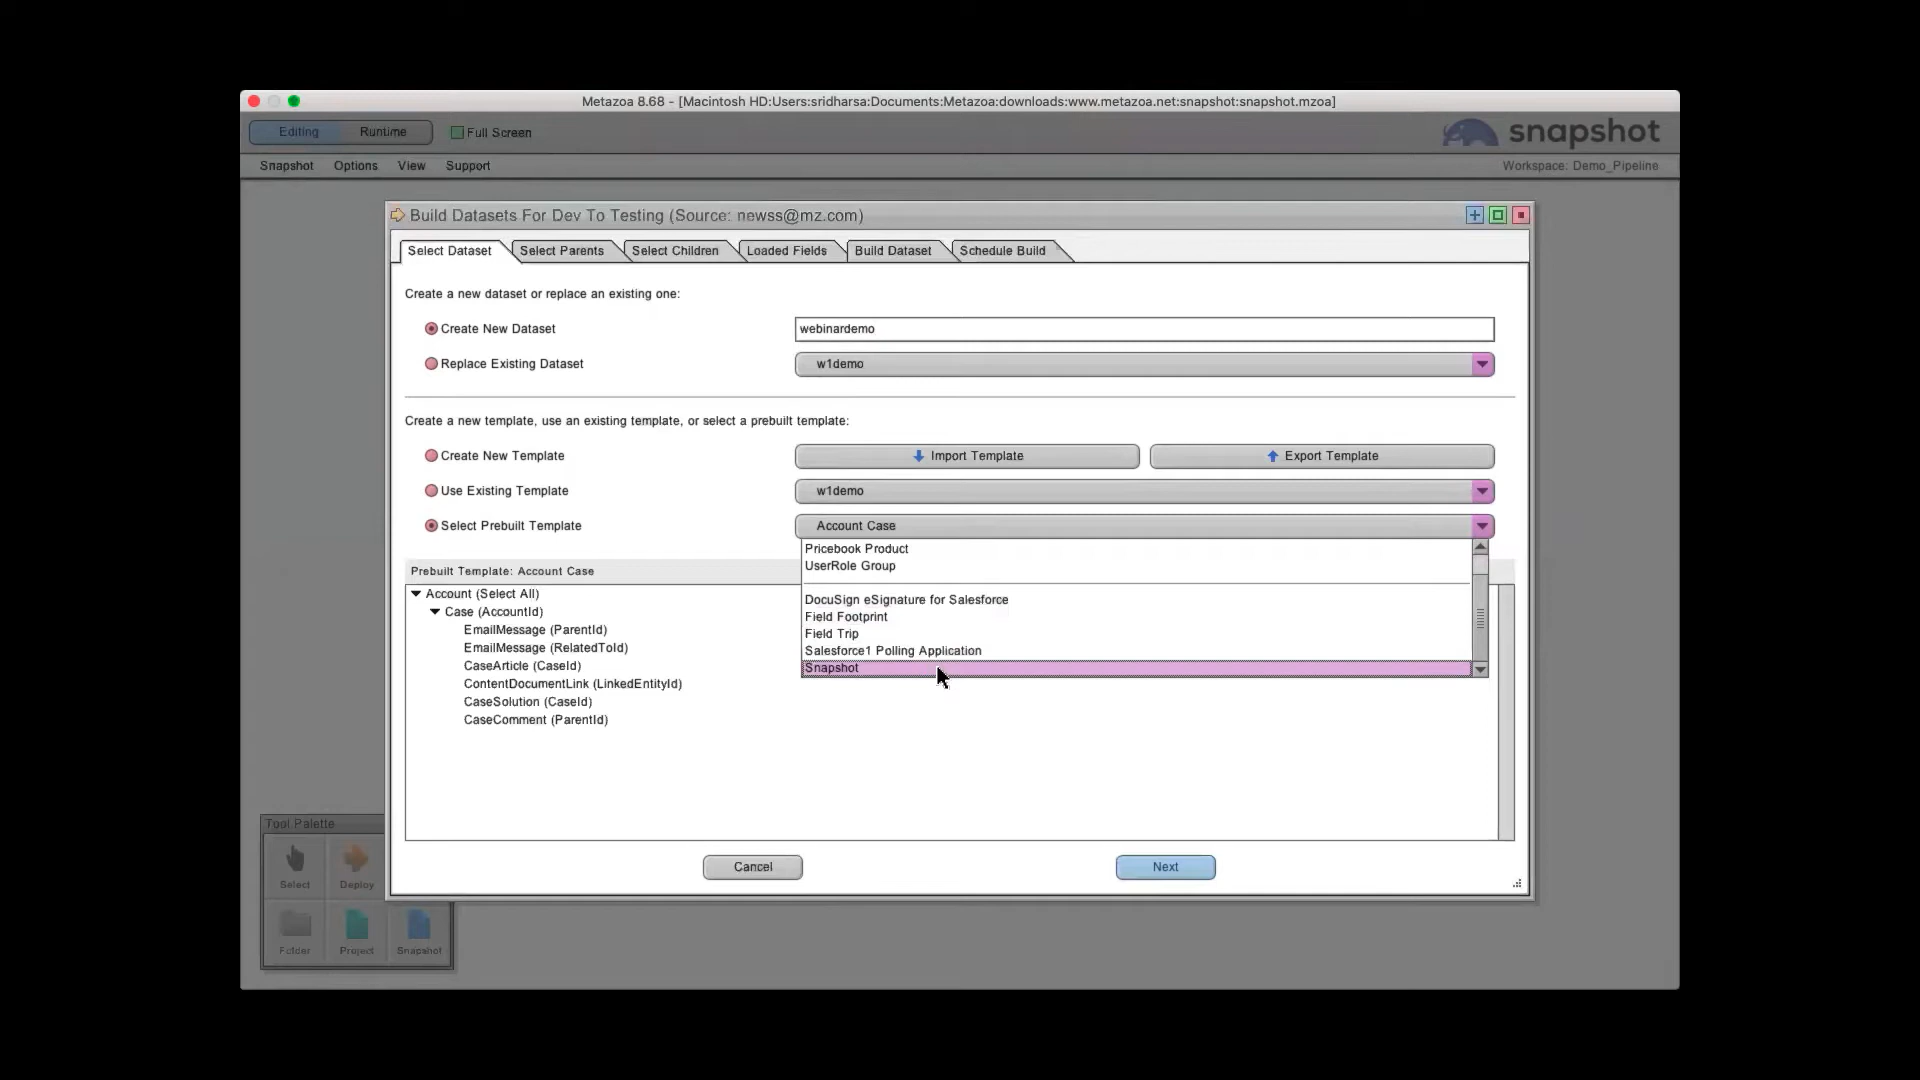 Metazoa 8.68 - [Macintosh HD:Users:sridharsa:Documents:Metazoa:downloads:www.metazoa.net:snapshot:snapshot.mzoa]
Editing Runtime Full Screen
snapshot
Snapshot Options View Support
Workspace: Demo_Pipeline
Build Datasets For Dev To Testing (Source: newss@mz.com)
Select Dataset Select Parents Select Children Loaded Fields Build Dataset Schedule Build
Create a new dataset or replace an existing one:
Create New Dataset webinardemo
Replace Existing Dataset w1demo
Create a new template, use an existing template, or select a prebuilt template:
Create New Template Import Template Export Template
Use Existing Template w1demo
Select Prebuilt Template Account Case
Pricebook Product
UserRole Group
DocuSign eSignature for Salesforce
Field Footprint
Field Trip
Salesforce1 Polling Application
Snapshot
Prebuilt Template: Account Case
Account (Select All)
Case (AccountId)
EmailMessage (ParentId)
EmailMessage (RelatedToId)
CaseArticle (CaseId)
ContentDocumentLink (LinkedEntityId)
CaseSolution (CaseId)
CaseComment (ParentId)
Cancel Next
Tool Palette
Select Deploy
Folder Project Snapshot